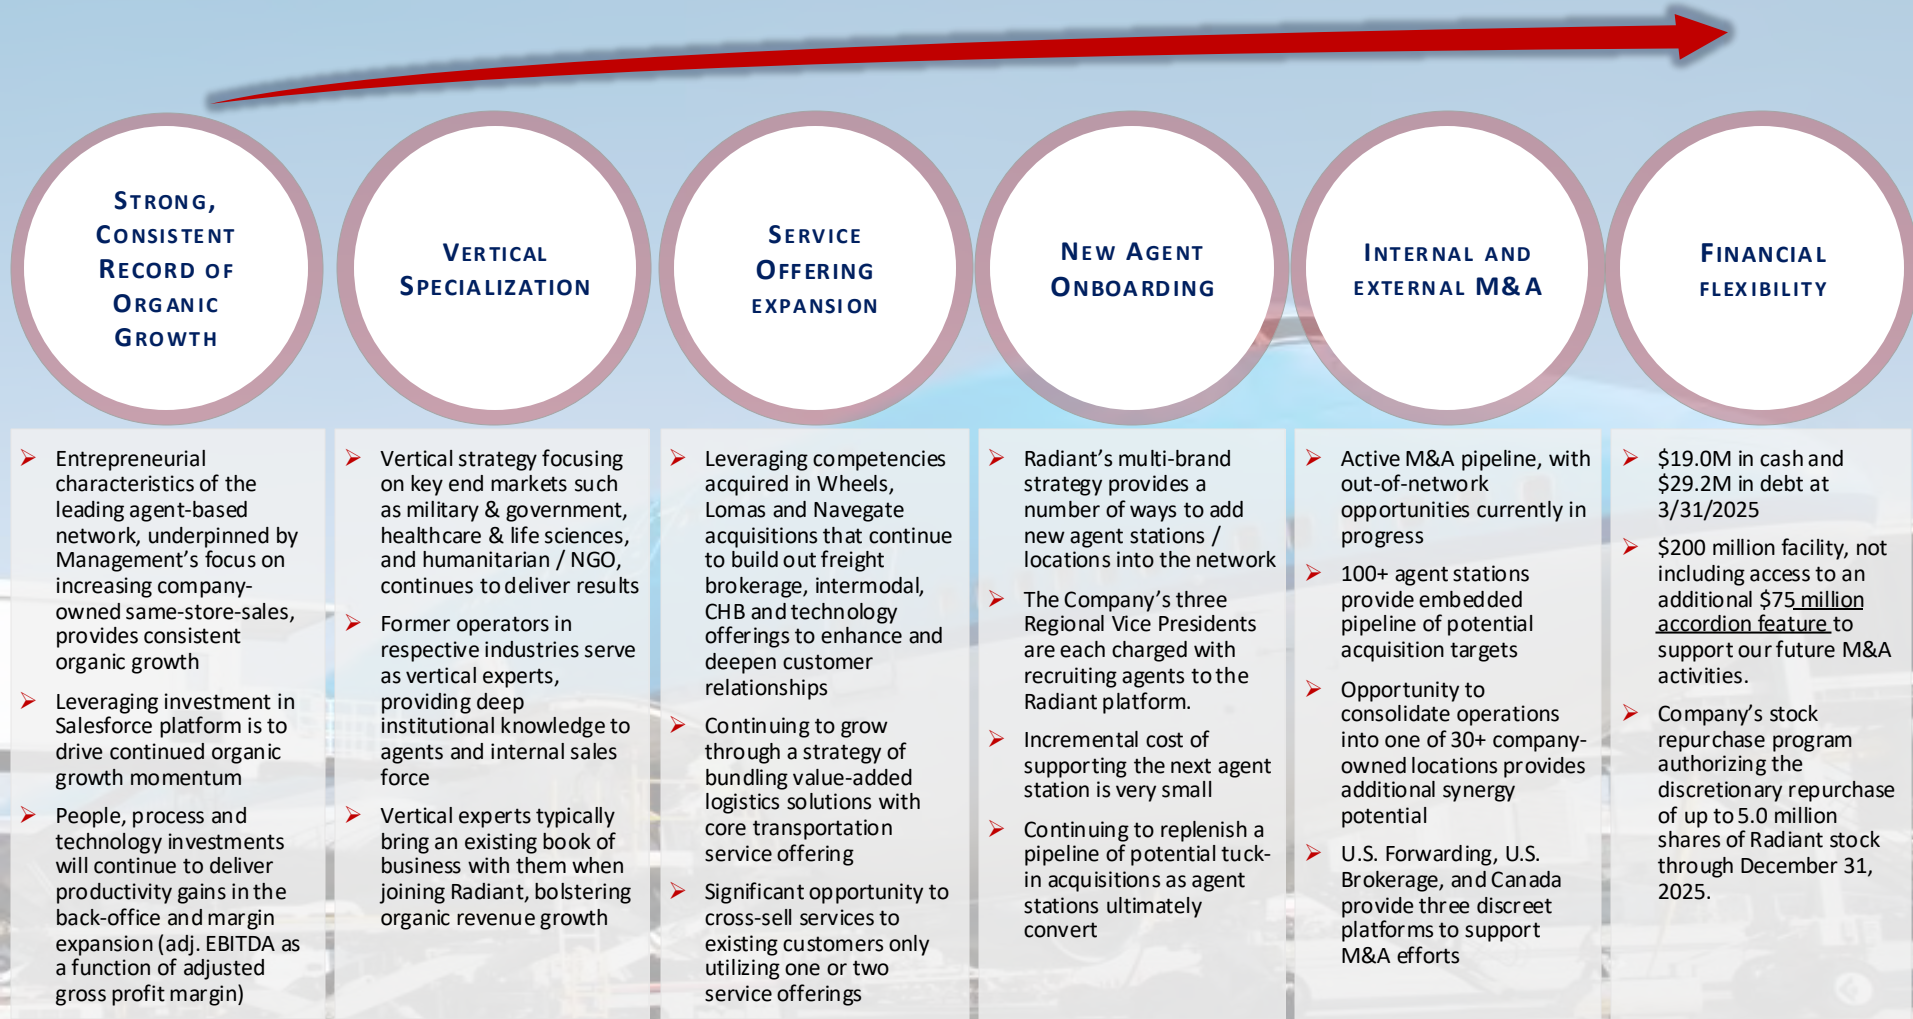 STRONG,
CONSISTENT
RECORD OF
ORGANIC
GROWTH
VERTICAL
SPECIALIZATION
SERVICE
OFFERING
EXPANSION
NEW AGENT
ONBOARDING
INTERNAL AND
EXTERNAL M&A
FINANCIAL
FLEXIBILITY
➢ Entrepreneurial
characteristics of the
leading agent-based
network, underpinned by
Management’s focus on
increasing company-
owned same-store-sales,
provides consistent
organic growth
➢ Leveraging investment in
Salesforce platform is to
drive continued organic
growth momentum
➢ People, process and
technology investments
will continue to deliver
productivity gains in the
back-office and margin
expansion (adj. EBITDA as
a function of adjusted
gross profit margin)
➢ Vertical strategy focusing
on key end markets such
as military & government,
healthcare & life sciences,
and humanitarian / NGO,
continues to deliver results
➢ Former operators in
respective industries serve
as vertical experts,
providing deep
institutional knowledge to
agents and internal sales
force
➢ Vertical experts typically
bring an existing book of
business with them when
joining Radiant, bolstering
organic revenue growth
➢ Leveraging competencies
acquired in Wheels,
Lomas and Navegate
acquisitions that continue
to build out freight
brokerage, intermodal,
CHB and technology
offerings to enhance and
deepen customer
relationships
➢ Continuing to grow
through a strategy of
bundling value-added
logistics solutions with
core transportation
service offering
➢ Significant opportunity to
cross-sell services to
existing customers only
utilizing one or two
service offerings
➢ Radiant’s multi-brand
strategy provides a
number of ways to add
new agent stations /
locations into the network
➢ The Company’s three
Regional Vice Presidents
are each charged with
recruiting agents to the
Radiant platform.
➢ Incremental cost of
supporting the next agent
station is very small
➢ Continuing to replenish a
pipeline of potential tuck-
in acquisitions as agent
stations ultimately
convert
➢ Active M&A pipeline, with
out-of-network
opportunities currently in
progress
➢ 100+ agent stations
provide embedded
pipeline of potential
acquisition targets
➢ Opportunity to
consolidate operations
into one of 30+ company-
owned locations provides
additional synergy
potential
➢ U.S. Forwarding, U.S.
Brokerage, and Canada
provide three discreet
platforms to support
M&A efforts
➢ $19.0M in cash and
$29.2M in debt at
3/31/2025
➢ $200 million facility, not
including access to an
additional $75 million
accordion feature to
support our future M&A
activities.
➢ Company’s stock
repurchase program
authorizing the
discretionary repurchase
of up to 5.0 million
shares of Radiant stock
through December 31,
2025.